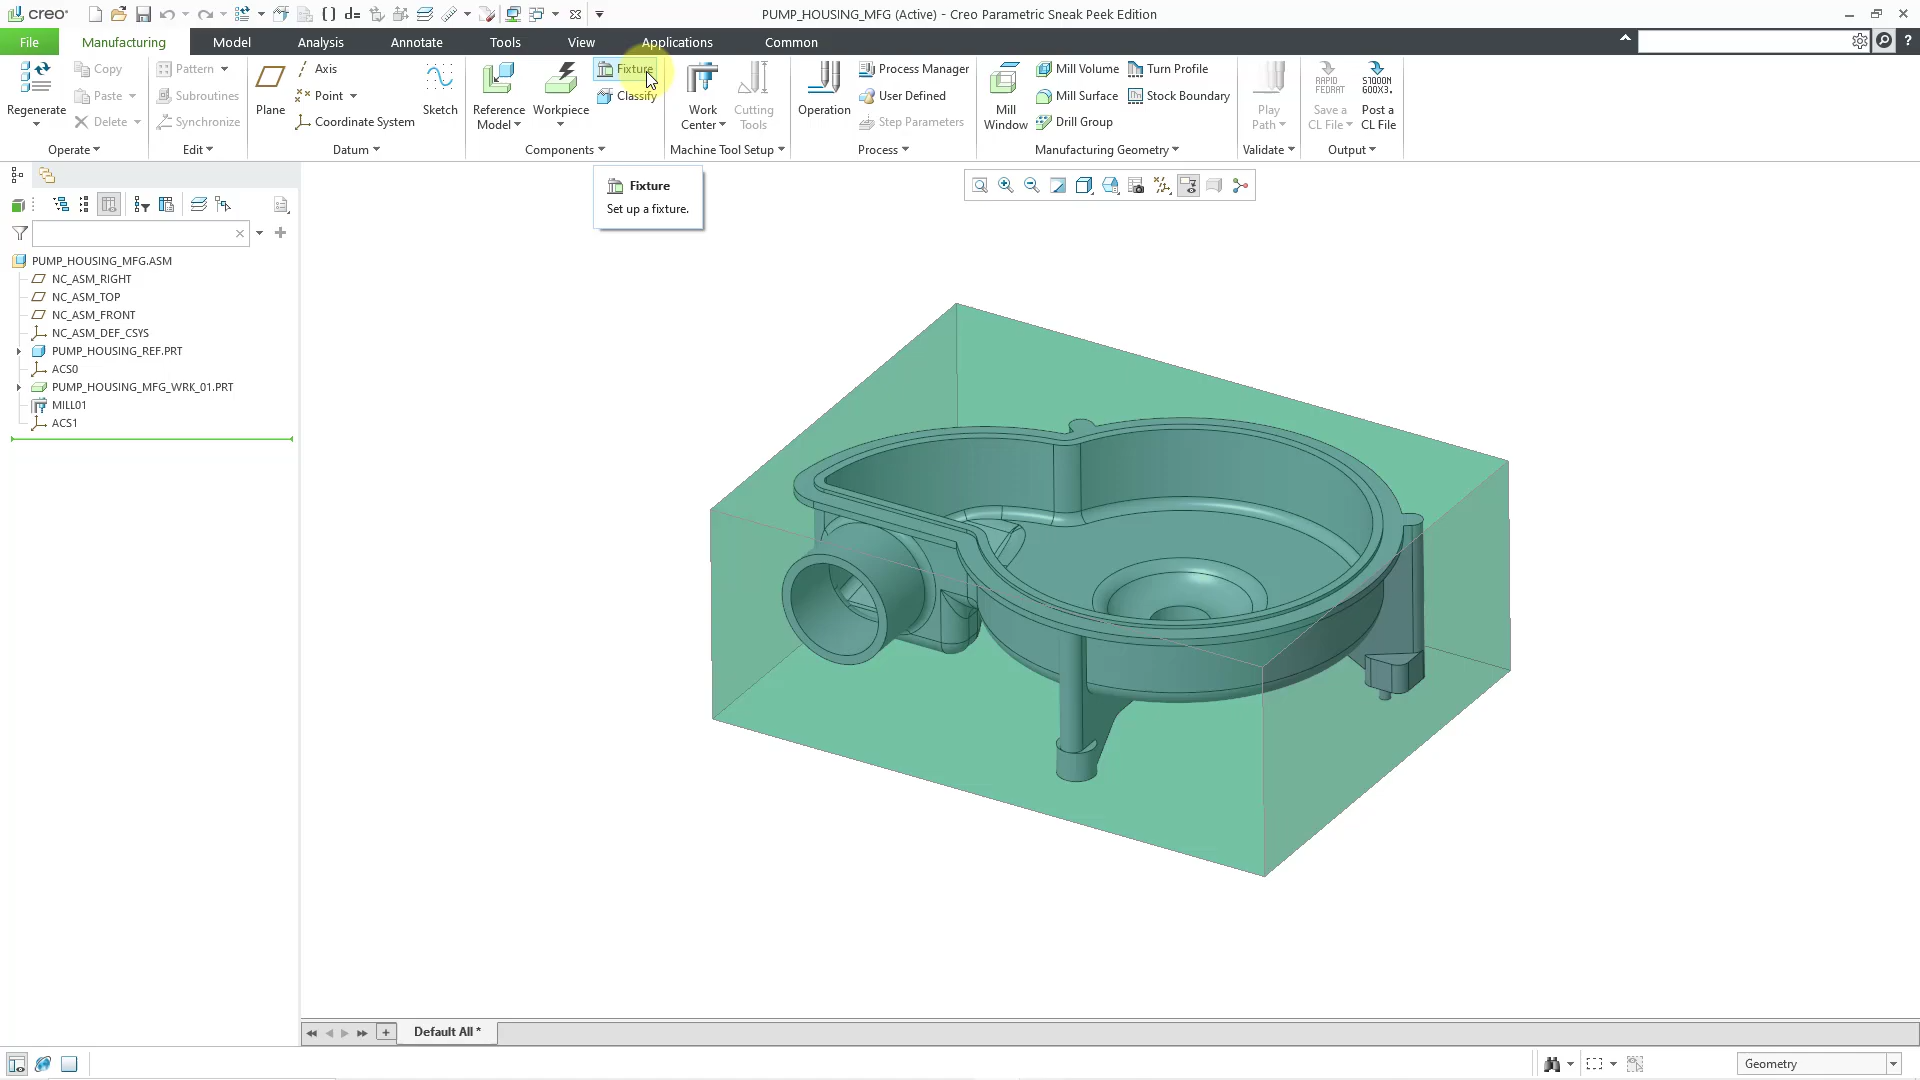 creo
PUMP_HOUSING_MFG (Active) - Creo Parametric Sneak Peek Edition
File
Manufacturing
Model
Analysis
Annotate
Tools
View
Applications
Common
Regenerate
Copy
Paste
Delete
Operate
Pattern
Subroutines
Synchronize
Edit
Plane
Axis
Point
Coordinate System
Sketch
Datum
Reference
Model
Workpiece
Fixture
Classify
Components
Work
Center
Cutting
Tools
Machine Tool Setup
Operation
Process Manager
User Defined
Step Parameters
Process
Mill
Window
Mill Volume
Mill Surface
Drill Group
Turn Profile
Stock Boundary
Manufacturing Geometry
Play
Path
Validate
RAPID
FEDRAT
Save a
CL File
S1000N
G00X3.
Post a
CL File
Output
Fixture
Set up a fixture.
PUMP_HOUSING_MFG.ASM
NC_ASM_RIGHT
NC_ASM_TOP
NC_ASM_FRONT
NC_ASM_DEF_CSYS
PUMP_HOUSING_REF.PRT
ACS0
PUMP_HOUSING_MFG_WRK_01.PRT
MILL01
ACS1
Default All *
Geometry